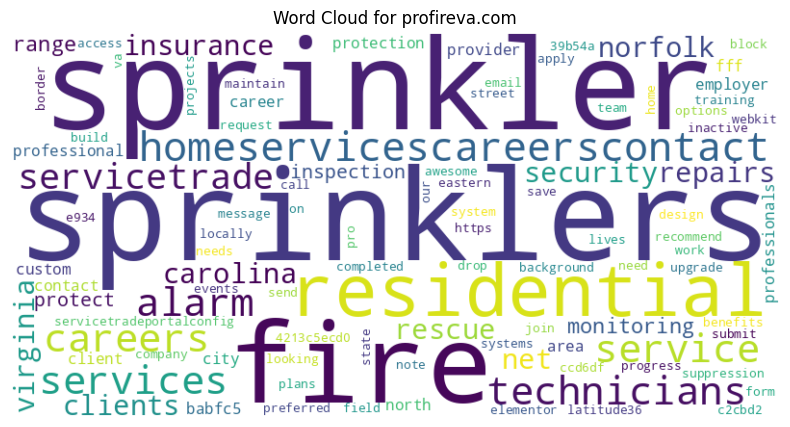 Word Cloud for profireva.com
range access insurance protection provider 39b54a norfolk block
va apply fff
border sprinkler
maintain projects email street employer
career team home options training
request webkit
build inactive
professional homeservicescareerscontact
servicetrade inspection awesome security repairs
call our eastern save
sprinklers
e934 message on system design
locally https lives recommend professionals
needs pro work
custom carolina completed drop background need upgrade
contact events
protect alarm send residential
virginia servicetradeportalconfig 4213c5ecd0 rescue join monitoring benefits
careers fire state submit
client company city looking systems area service
net progress
services plans note ccd6df suppression
technicians form
clients babfc5 preferred field north elementor latitude36 c2cbd2